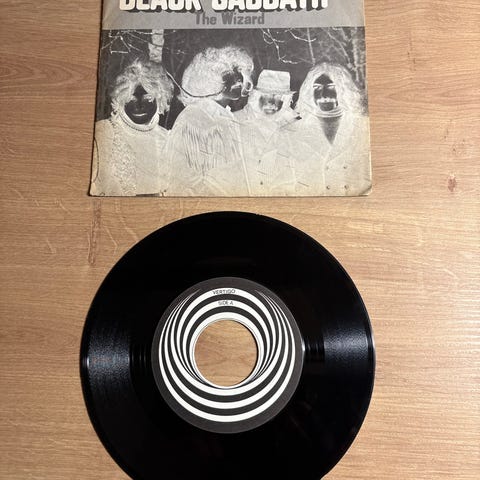 BLACK SABBATH
The Wizard
VERTIGO
SIDE A